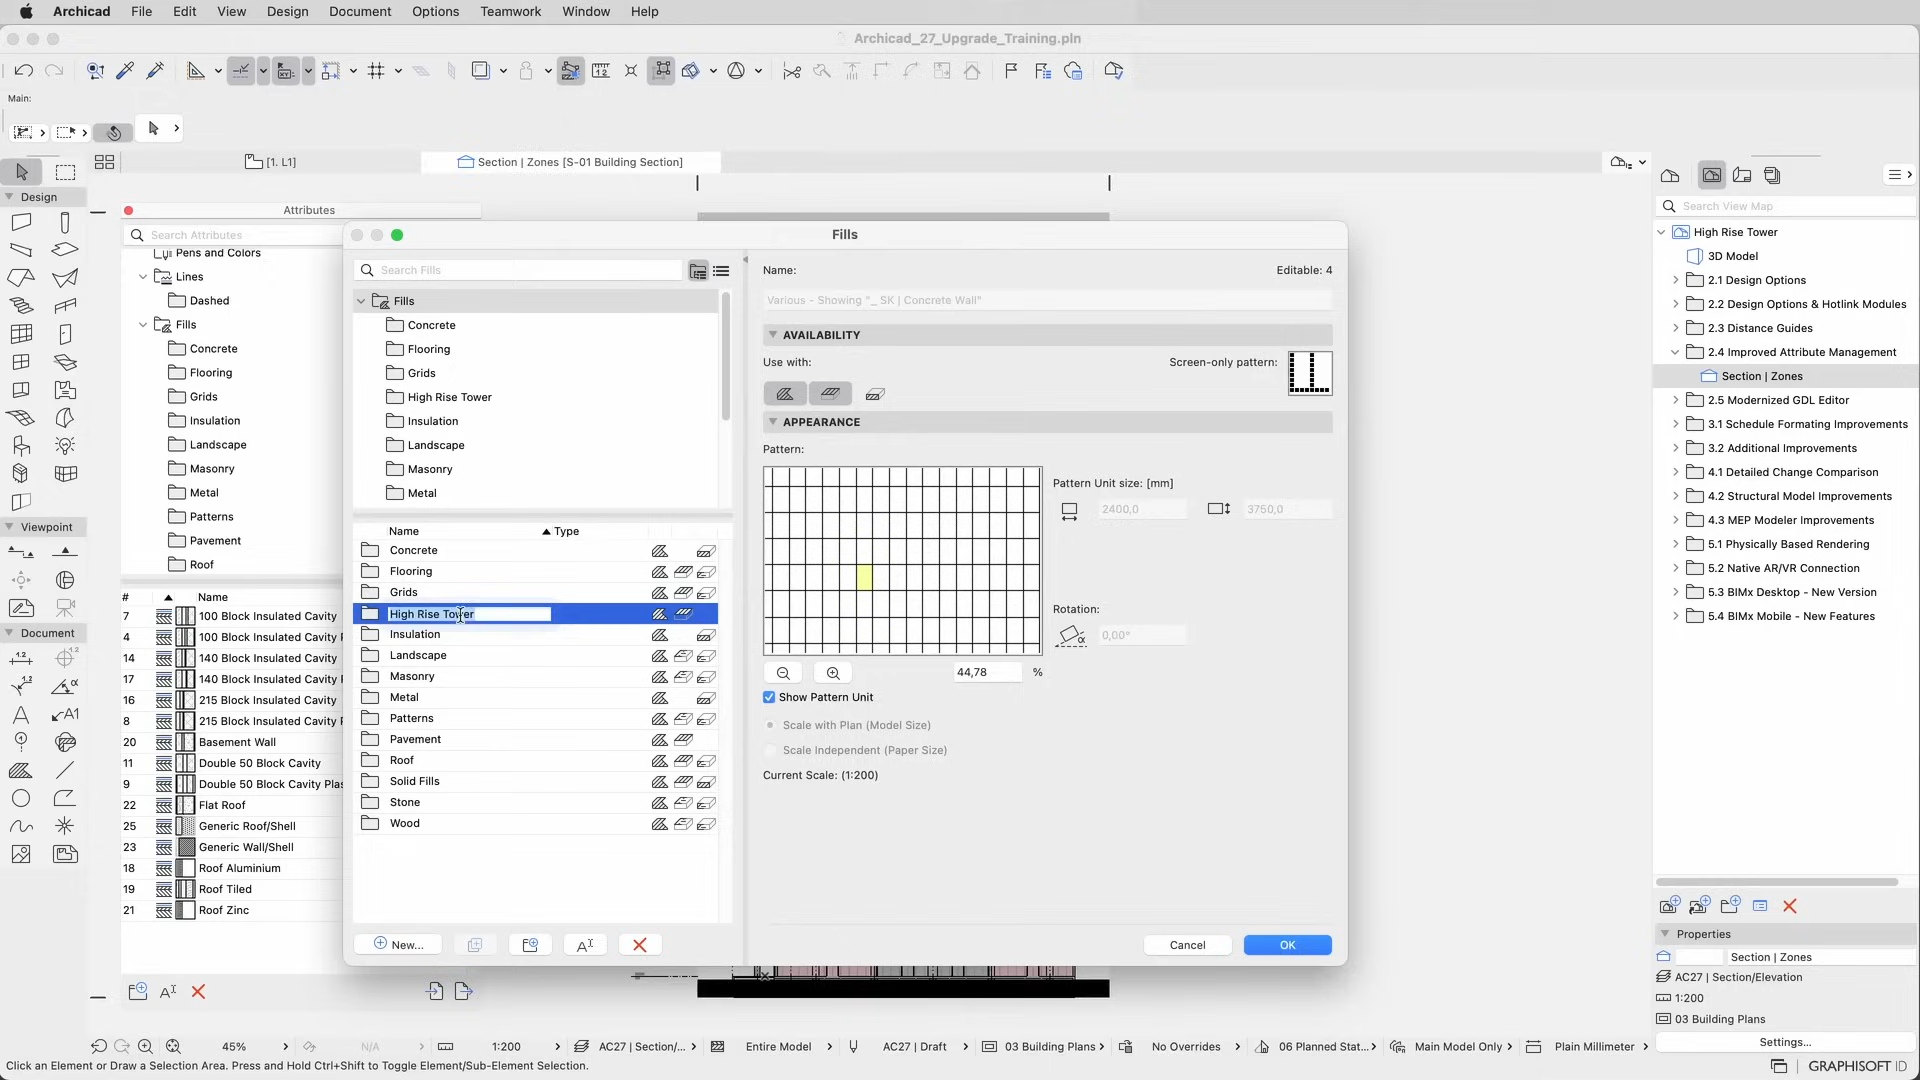 Archicad File Edit View Design Document Options Teamwork Window Help
Archicad_27_Upgrade_Training.pln
Main:
[1. L1]
Section | Zones [S-01 Building Section]
Design
Viewpoint
Document
Attributes
Search Attributes
Pens and Colors
Lines
Dashed
Fills
Concrete
Flooring
Grids
Insulation
Landscape
Masonry
Metal
Patterns
Pavement
Roof
# Name
7 100 Block Insulated Cavity
4 100 Block Insulated Cavity
14 140 Block Insulated Cavity
17 140 Block Insulated Cavity
16 215 Block Insulated Cavity
8 215 Block Insulated Cavity
20 Basement Wall
11 Double 50 Block Cavity
9 Double 50 Block Cavity Plas
22 Flat Roof
25 Generic Roof/Shell
23 Generic Wall/Shell
18 Roof Aluminium
19 Roof Tiled
21 Roof Zinc
Fills
Search Fills
Fills
Concrete
Flooring
Grids
High Rise Tower
Insulation
Landscape
Masonry
Metal
Name Type
Concrete
Flooring
Grids
High Rise Tower
Insulation
Landscape
Masonry
Metal
Patterns
Pavement
Roof
Solid Fills
Stone
Wood
New...
Name: Editable: 4
Various - Showing "_ SK | Concrete Wall"
AVAILABILITY
Use with: Screen-only pattern:
APPEARANCE
Pattern:
Pattern Unit size: [mm]
2400,0 3750,0
Rotation:
0,00°
44,78 %
Show Pattern Unit
Scale with Plan (Model Size)
Scale Independent (Paper Size)
Current Scale: (1:200)
Cancel OK
Search View Map
High Rise Tower
3D Model
2.1 Design Options
2.2 Design Options & Hotlink Modules
2.3 Distance Guides
2.4 Improved Attribute Management
Section | Zones
2.5 Modernized GDL Editor
3.1 Schedule Formating Improvements
3.2 Additional Improvements
4.1 Detailed Change Comparison
4.2 Structural Model Improvements
4.3 MEP Modeler Improvements
5.1 Physically Based Rendering
5.2 Native AR/VR Connection
5.3 BIMx Desktop - New Version
5.4 BIMx Mobile - New Features
Properties
Section | Zones
AC27 | Section/Elevation
1:200
03 Building Plans
Settings...
45% N/A 1:200 AC27 | Section/... Entire Model AC27 | Draft 03 Building Plans No Overrides 06 Planned Stat... Main Model Only Plain Millimeter
Click an Element or Draw a Selection Area. Press and Hold Ctrl+Shift to Toggle Element/Sub-Element Selection.
GRAPHISOFT ID